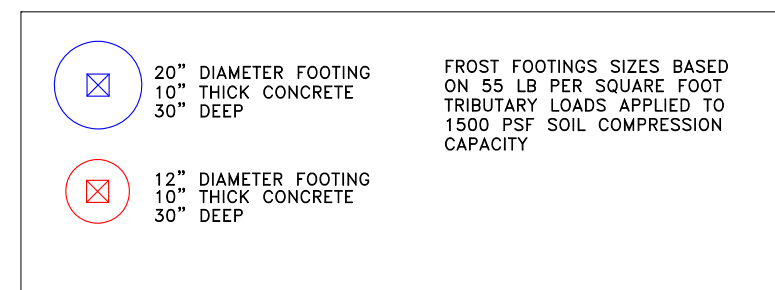 20” DIAMETER FOOTING
10” THICK CONCRETE
30” DEEP
12” DIAMETER FOOTING
10” THICK CONCRETE
30” DEEP
FROST FOOTINGS SIZES BASED
ON 55 LB PER SQUARE FOOT
TRIBUTARY LOADS APPLIED TO
1500 PSF SOIL COMPRESSION
CAPACITY